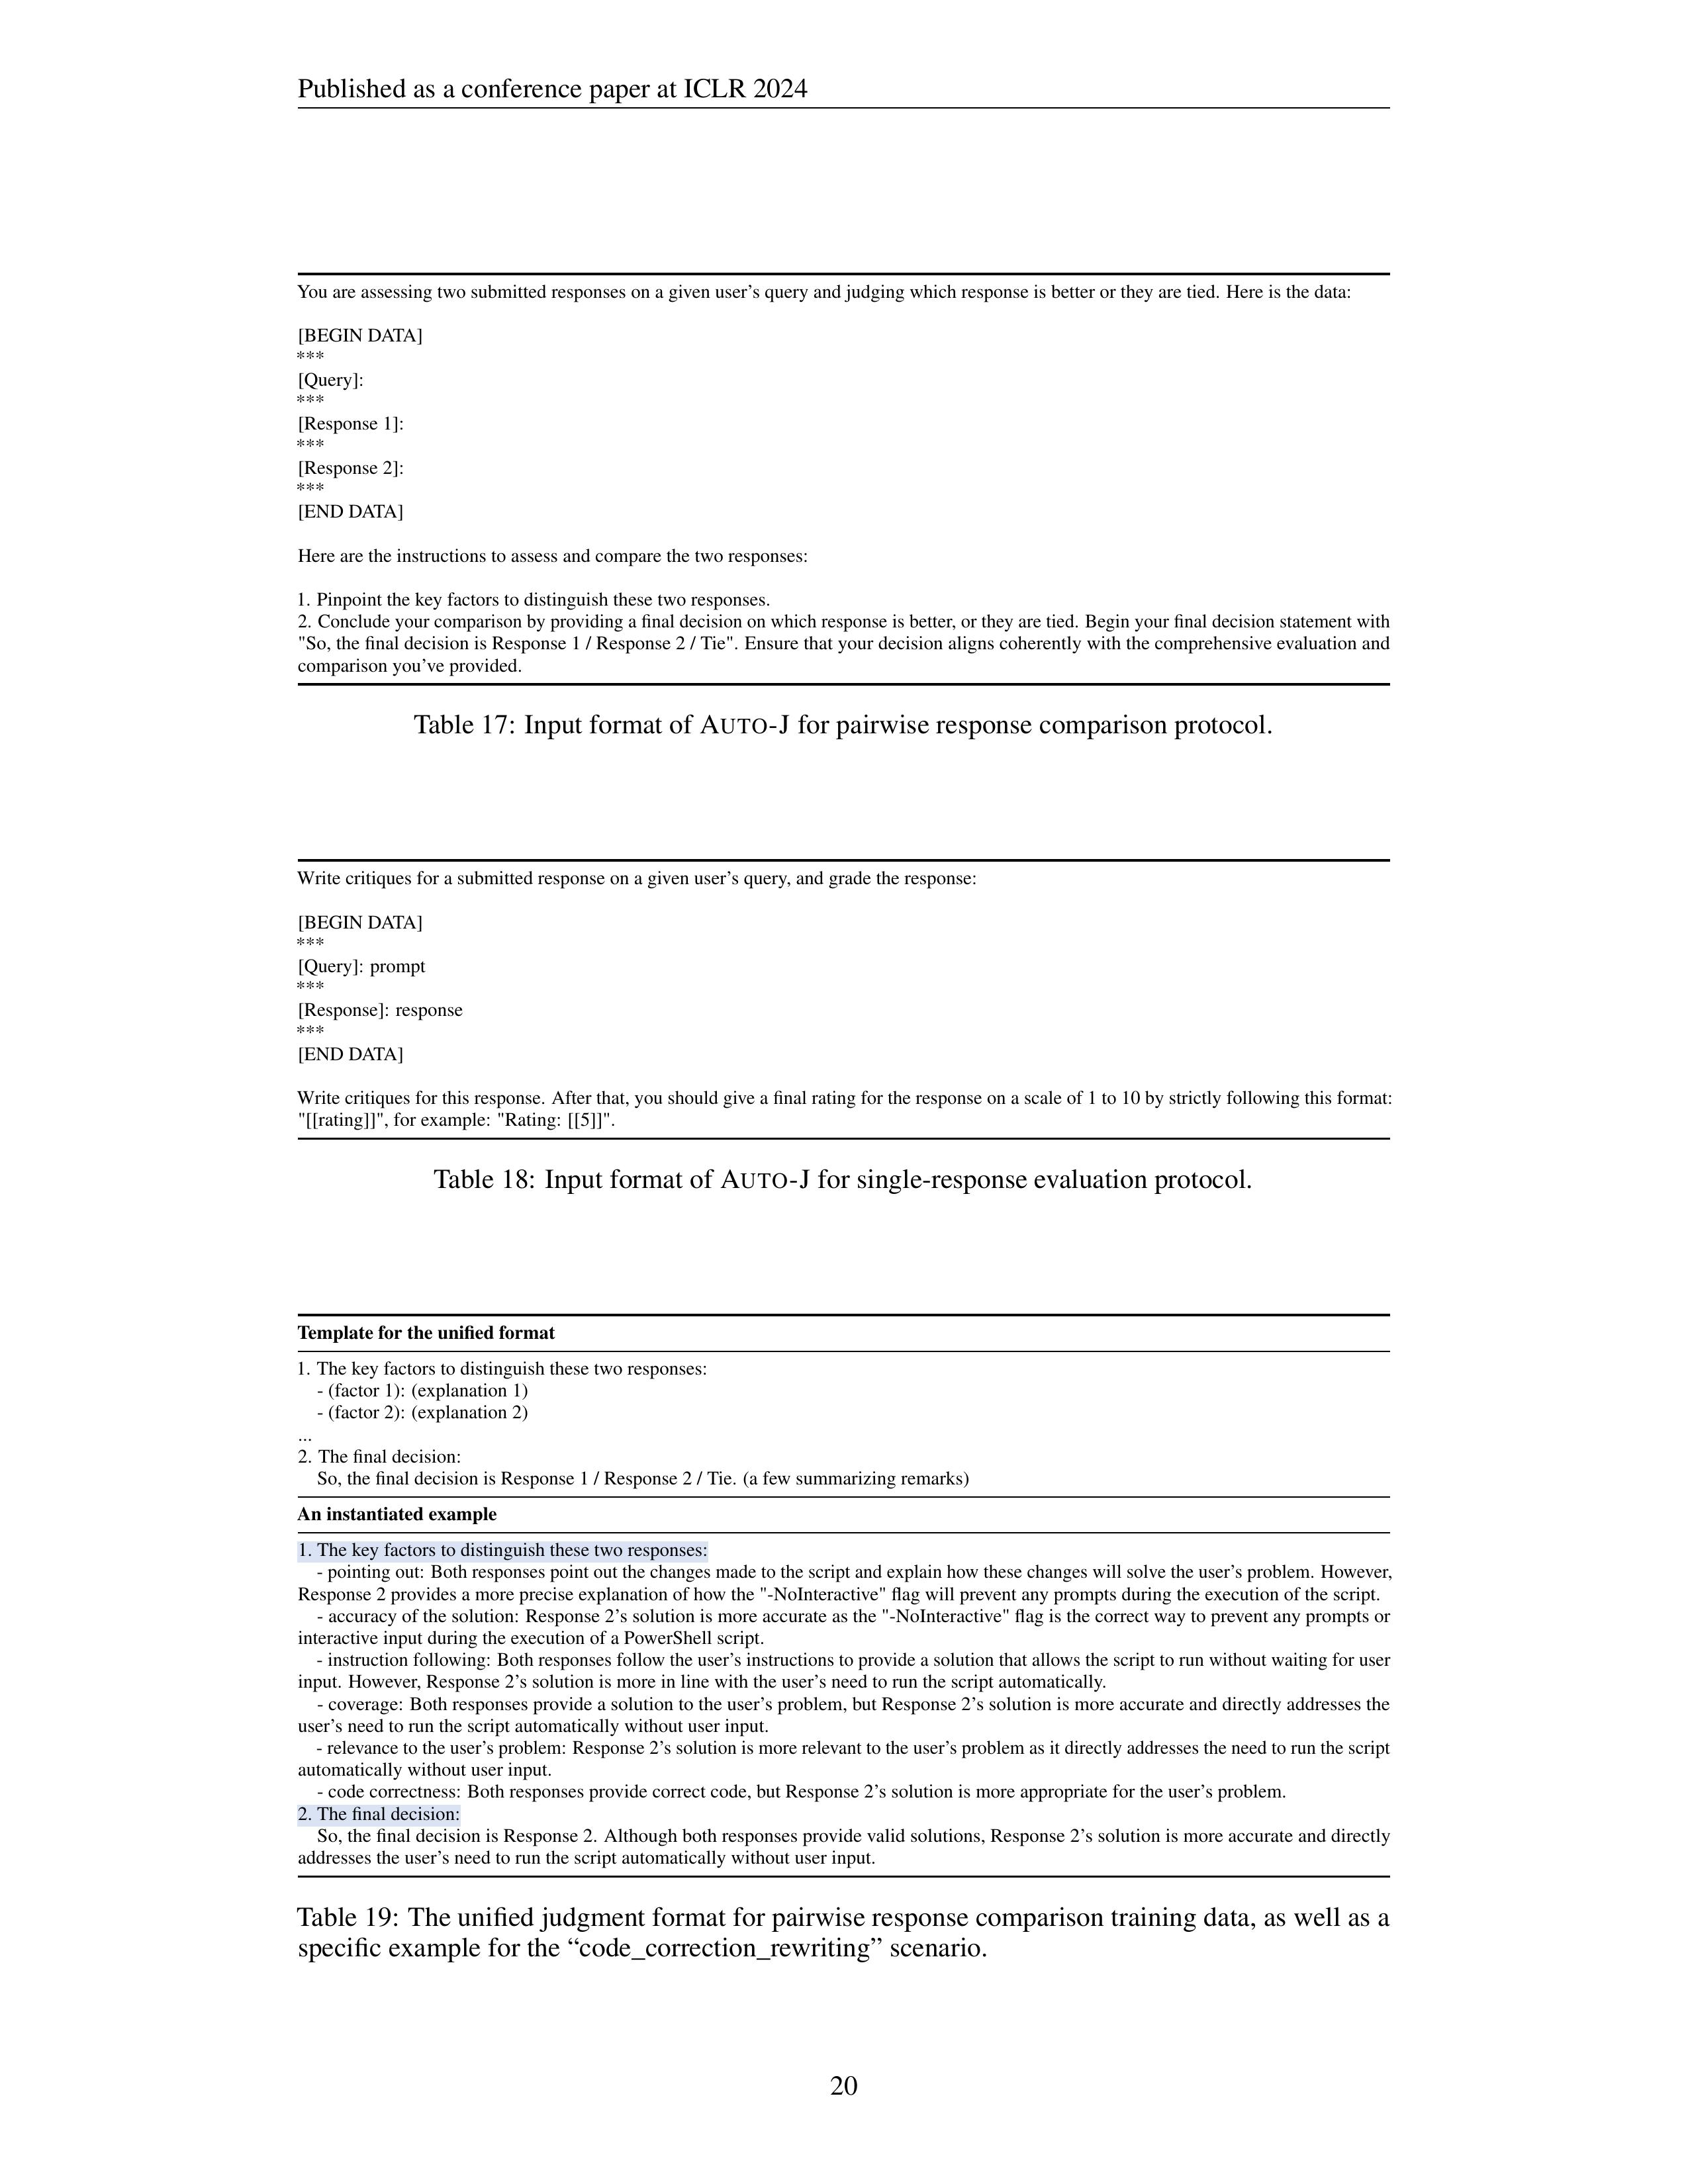 Published as a conference paper at ICLR 2024
You are assessing two submitted responses on a given user's query and judging which response is better or they are tied. Here is the data:
[BEGIN DATA]
***
[Query]:
***
[Response 1]:
***
[Response 2]:
***
[END DATA]
Here are the instructions to assess and compare the two responses:
1. Pinpoint the key factors to distinguish these two responses.
2. Conclude your comparison by providing a final decision on which response is better, or they are tied. Begin your final decision statement with
"So, the final decision is Response 1 / Response 2 / Tie". Ensure that your decision aligns coherently with the comprehensive evaluation and
comparison you've provided.
Table 17: Input format of AUTO-J for pairwise response comparison protocol.
Write critiques for a submitted response on a given user's query, and grade the response:
[BEGIN DATA]
***
[Query]: prompt
***
[Response]: response
***
[END DATA]
Write critiques for this response. After that, you should give a final rating for the response on a scale of 1 to 10 by strictly following this format:
"[[rating]]", for example: "Rating: [[5]]".
Table 18: Input format of AUTO-J for single-response evaluation protocol.
Template for the unified format
1. The key factors to distinguish these two responses:
- (factor 1): (explanation 1)
- (factor 2): (explanation 2)
...
2. The final decision:
So, the final decision is Response 1 / Response 2 / Tie. (a few summarizing remarks)
An instantiated example
1. The key factors to distinguish these two responses:
- pointing out: Both responses point out the changes made to the script and explain how these changes will solve the user's problem. However,
Response 2 provides a more precise explanation of how the "-NoInteractive" flag will prevent any prompts during the execution of the script.
- accuracy of the solution: Response 2's solution is more accurate as the "-NoInteractive" flag is the correct way to prevent any prompts or
interactive input during the execution of a PowerShell script.
- instruction following: Both responses follow the user's instructions to provide a solution that allows the script to run without waiting for user
input. However, Response 2's solution is more in line with the user's need to run the script automatically.
- coverage: Both responses provide a solution to the user's problem, but Response 2's solution is more accurate and directly addresses the
user's need to run the script automatically without user input.
- relevance to the user's problem: Response 2's solution is more relevant to the user's problem as it directly addresses the need to run the script
automatically without user input.
- code correctness: Both responses provide correct code, but Response 2's solution is more appropriate for the user's problem.
2. The final decision:
So, the final decision is Response 2. Although both responses provide valid solutions, Response 2's solution is more accurate and directly
addresses the user's need to run the script automatically without user input.
Table 19: The unified judgment format for pairwise response comparison training data, as well as a
specific example for the “code_correction_rewriting” scenario.
20